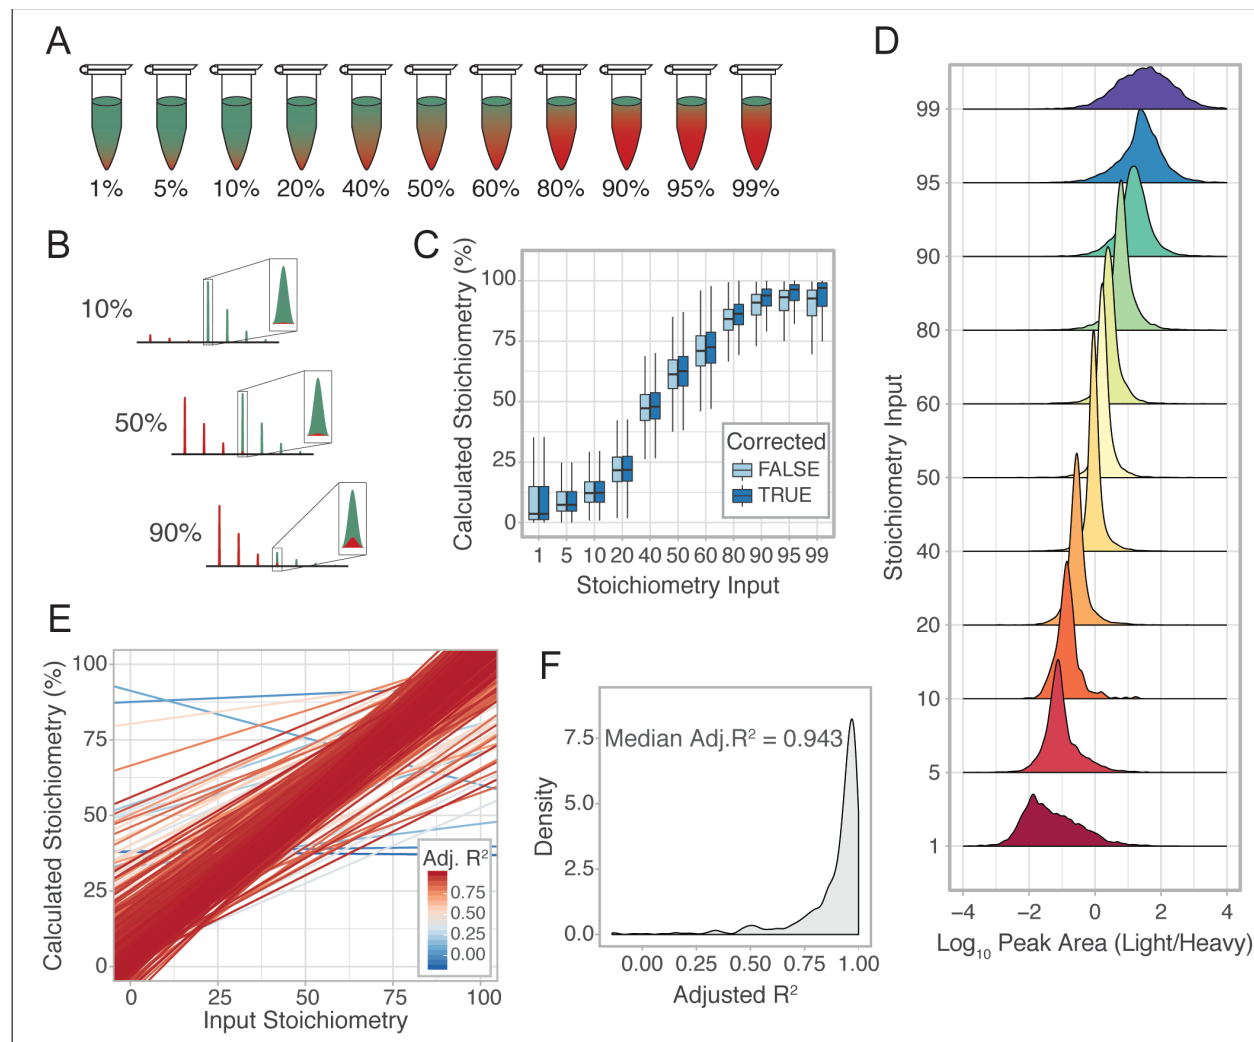 A
1% 5% 10% 20% 40% 50% 60% 80% 90% 95% 99%
B
10%
50%
90%
C
Calculated Stoichiometry (%)
100
75
50
25
0
Corrected
FALSE
TRUE
1 5 10 20 40 50 60 80 90 95 99
Stoichiometry Input
D
Stoichiometry Input
99
95
90
80
60
50
40
20
10
5
1
−4 −2 0 2 4
Log₁₀ Peak Area (Light/Heavy)
E
Calculated Stoichiometry (%)
100
75
50
25
0
Adj. R²
0.75
0.50
0.25
0.00
0 25 50 75 100
Input Stoichiometry
F
Median Adj.R² = 0.943
Density
7.5
5.0
2.5
0.0
0.00 0.25 0.50 0.75 1.00
Adjusted R²